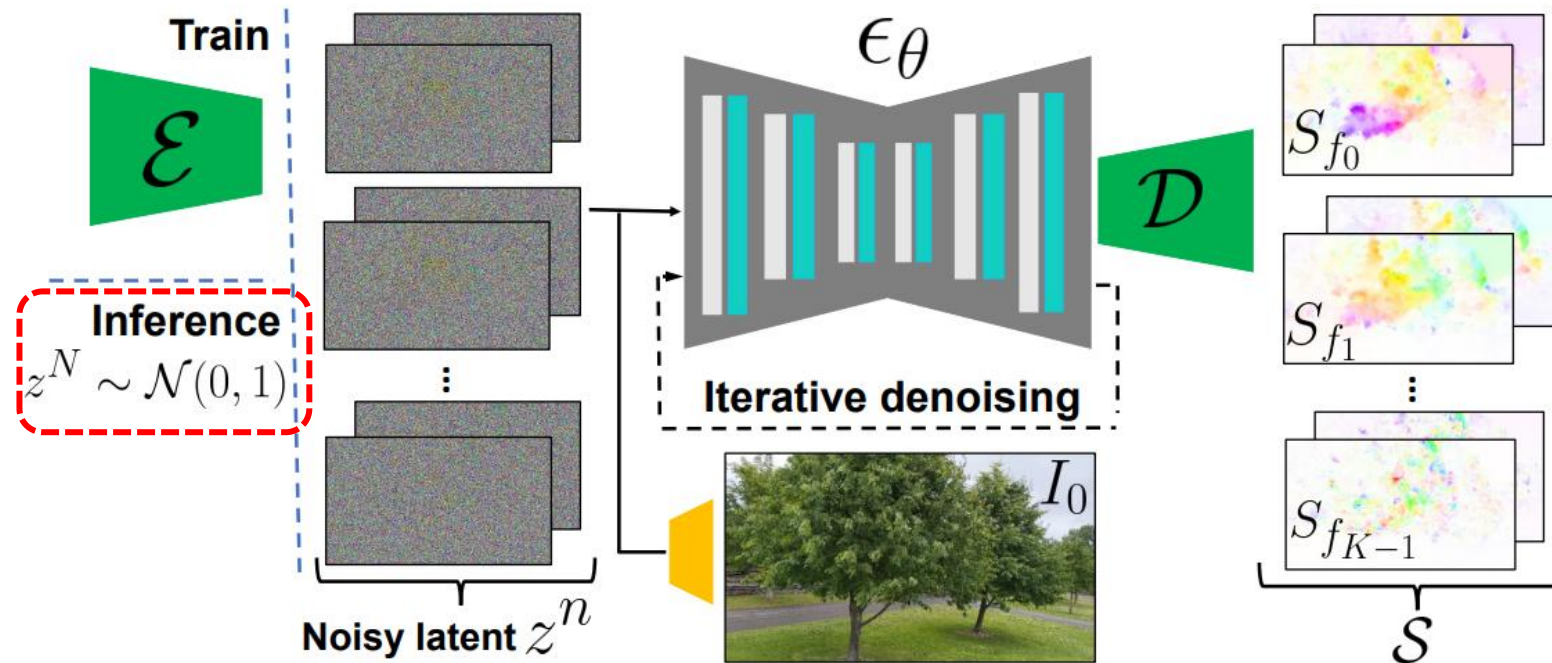 Train
ℰ
Inference
z^N ∼ 𝒩(0, 1)
⋮
Noisy latent z^n
ϵ_θ
Iterative denoising
I_0
𝒟
S_{f_0}
S_{f_1}
⋮
S_{f_{K−1}}
𝒮